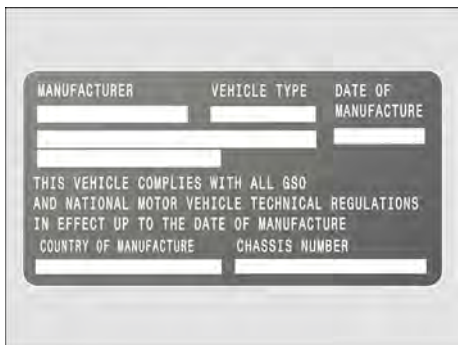 MANUFACTURER VEHICLE TYPE DATE OF
MANUFACTURE
THIS VEHICLE COMPLIES WITH ALL GSO
AND NATIONAL MOTOR VEHICLE TECHNICAL REGULATIONS
IN EFFECT UP TO THE DATE OF MANUFACTURE
COUNTRY OF MANUFACTURE CHASSIS NUMBER